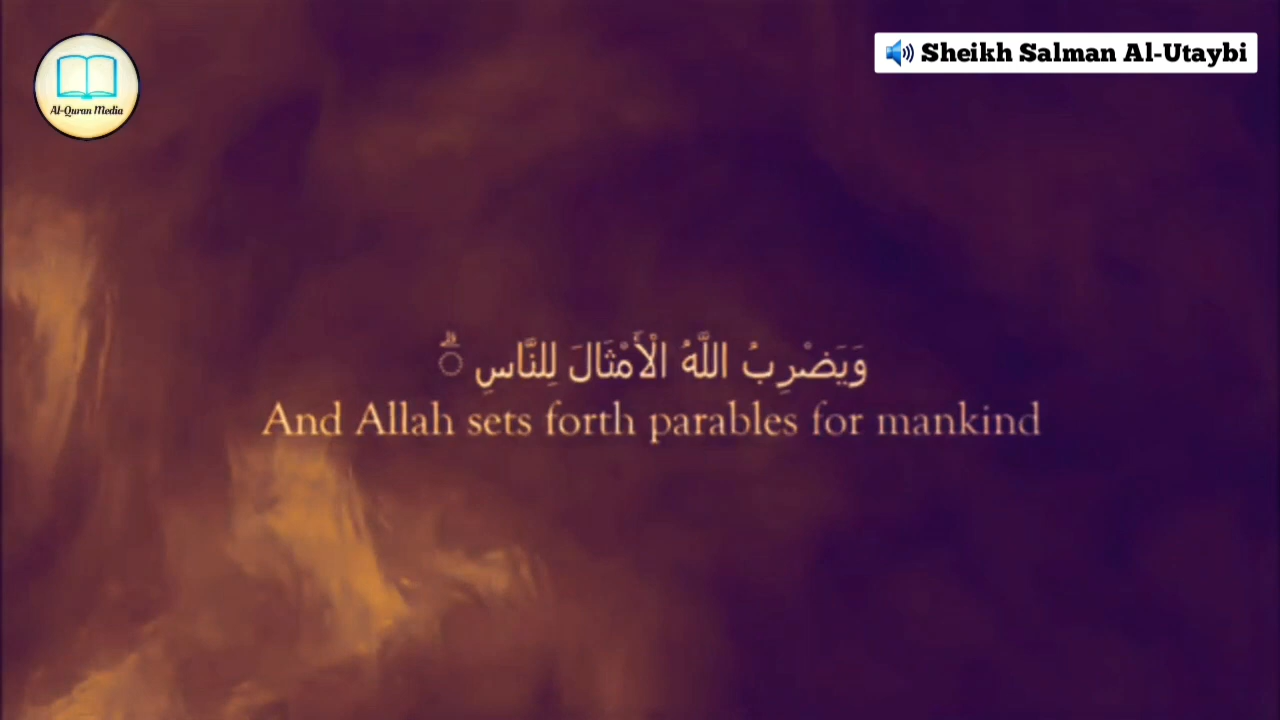 🔊 Sheikh Salman Al-Utaybi
Al-Quran Media
وَيَضْرِبُ اللَّهُ الْأَمْثَالَ لِلنَّاسِ ۗ
And Allah sets forth parables for mankind